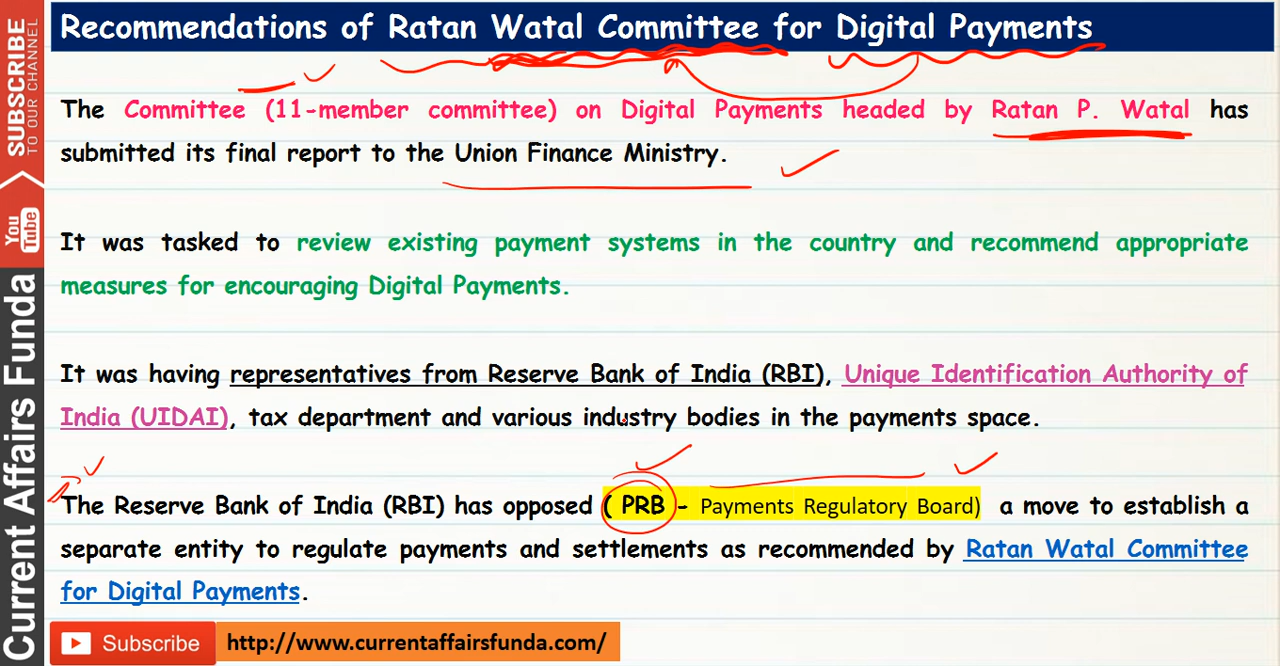 Recommendations of Ratan Watal Committee for Digital Payments
The Committee (11-member committee) on Digital Payments headed by Ratan P. Watal has
submitted its final report to the Union Finance Ministry.
It was tasked to review existing payment systems in the country and recommend appropriate
measures for encouraging Digital Payments.
It was having representatives from Reserve Bank of India (RBI), Unique Identification Authority of
India (UIDAI), tax department and various industry bodies in the payments space.
The Reserve Bank of India (RBI) has opposed ( PRB - Payments Regulatory Board) a move to establish a
separate entity to regulate payments and settlements as recommended by Ratan Watal Committee
for Digital Payments.
Subscribe http://www.currentaffairsfunda.com/
SUBSCRIBE
TO OUR CHANNEL
You
Tube
Current Affairs Funda